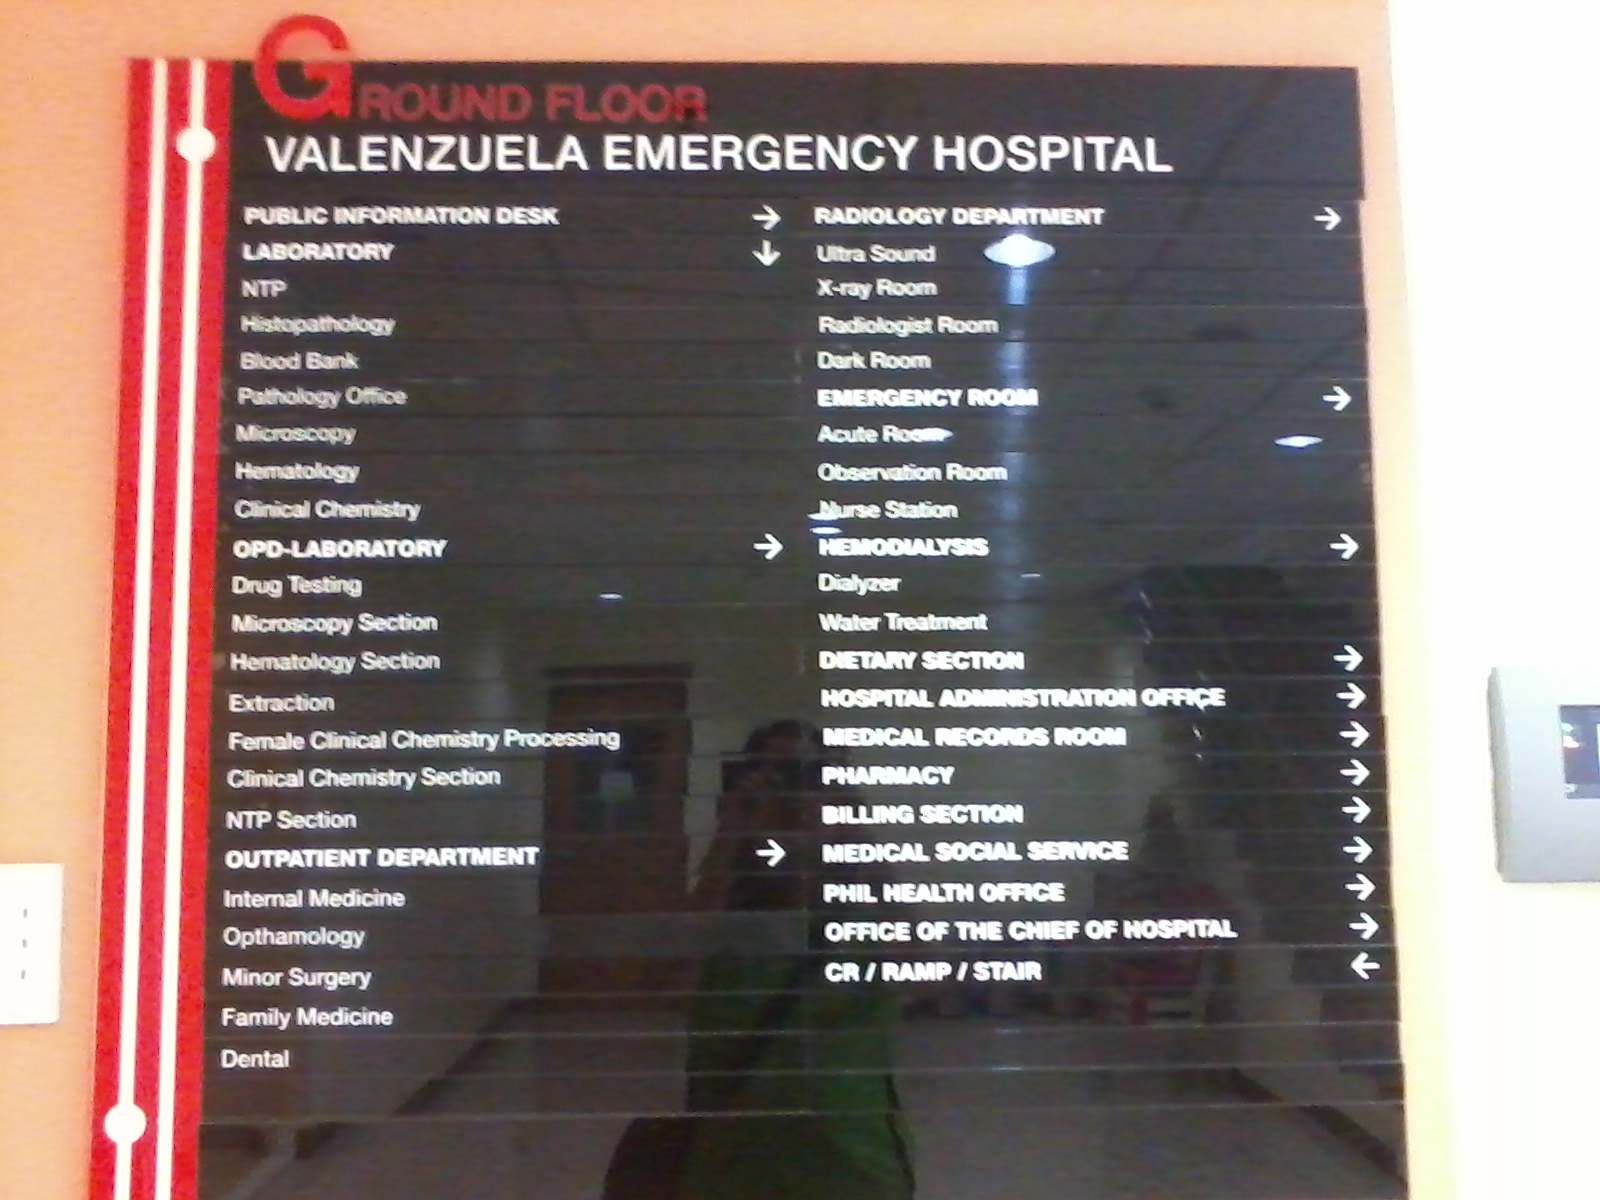 GROUND FLOOR
VALENZUELA EMERGENCY HOSPITAL
PUBLIC INFORMATION DESK →
LABORATORY ↓
NTP
Histopathology
Blood Bank
Pathology Office
Microscopy
Hematology
Clinical Chemistry
OPD-LABORATORY →
Drug Testing
Microscopy Section
Hematology Section
Extraction
Female Clinical Chemistry Processing
Clinical Chemistry Section
NTP Section
OUTPATIENT DEPARTMENT →
Internal Medicine
Opthamology
Minor Surgery
Family Medicine
Dental
RADIOLOGY DEPARTMENT →
Ultra Sound
X-ray Room
Radiologist Room
Dark Room
EMERGENCY ROOM →
Acute Room
Observation Room
Nurse Station
HEMODIALYSIS →
Dialyzer
Water Treatment
DIETARY SECTION →
HOSPITAL ADMINISTRATION OFFICE →
MEDICAL RECORDS ROOM →
PHARMACY →
BILLING SECTION →
MEDICAL SOCIAL SERVICE →
PHIL HEALTH OFFICE →
OFFICE OF THE CHIEF OF HOSPITAL →
CR / RAMP / STAIR ←